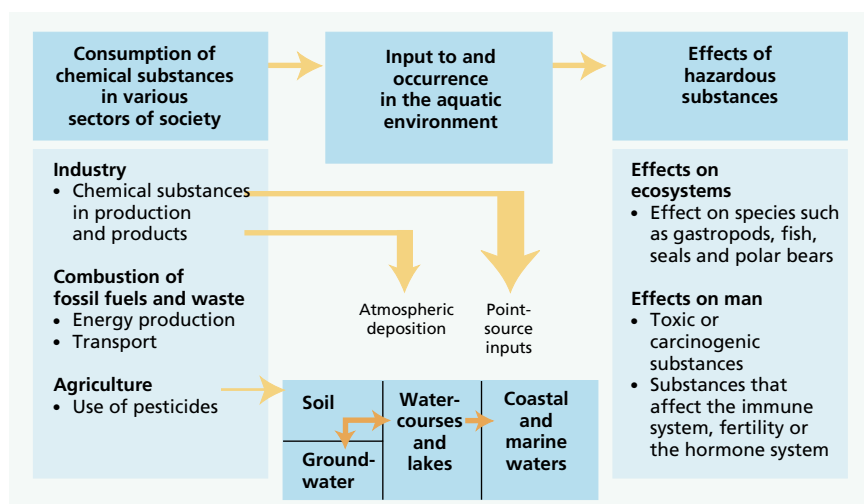 Consumption of
chemical substances
in various
sectors of society
Input to and
occurrence
in the aquatic
environment
Effects of
hazardous
substances
Industry
• Chemical substances
in production
and products
Combustion of
fossil fuels and waste
• Energy production
• Transport
Agriculture
• Use of pesticides
Atmospheric
deposition
Point-
source
inputs
Soil
Ground-
water
Water-
courses
and
lakes
Coastal
and
marine
waters
Effects on
ecosystems
• Effect on species such
as gastropods, fish,
seals and polar bears
Effects on man
• Toxic or
carcinogenic
substances
• Substances that
affect the immune
system, fertility or
the hormone system